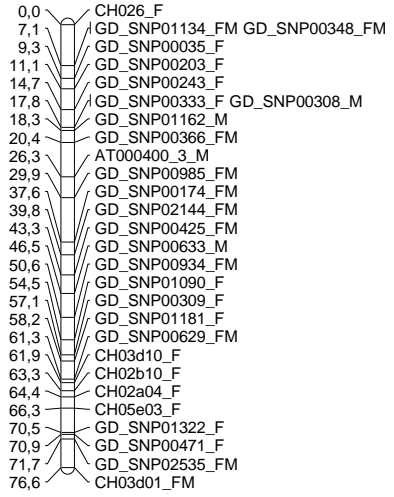 0,0 CH026_F
7,1 GD_SNP01134_FM GD_SNP00348_FM
9,3 GD_SNP00035_F
11,1 GD_SNP00203_F
14,7 GD_SNP00243_F
17,8 GD_SNP00333_F GD_SNP00308_M
18,3 GD_SNP01162_M
20,4 GD_SNP00366_FM
26,3 AT000400_3_M
29,9 GD_SNP00985_FM
37,6 GD_SNP00174_FM
39,8 GD_SNP02144_FM
43,3 GD_SNP00425_FM
46,5 GD_SNP00633_M
50,6 GD_SNP00934_FM
54,5 GD_SNP01090_F
57,1 GD_SNP00309_F
58,2 GD_SNP01181_F
61,3 GD_SNP00629_FM
61,9 CH03d10_F
63,3 CH02b10_F
64,4 CH02a04_F
66,3 CH05e03_F
70,5 GD_SNP01322_F
70,9 GD_SNP00471_F
71,7 GD_SNP02535_FM
76,6 CH03d01_FM